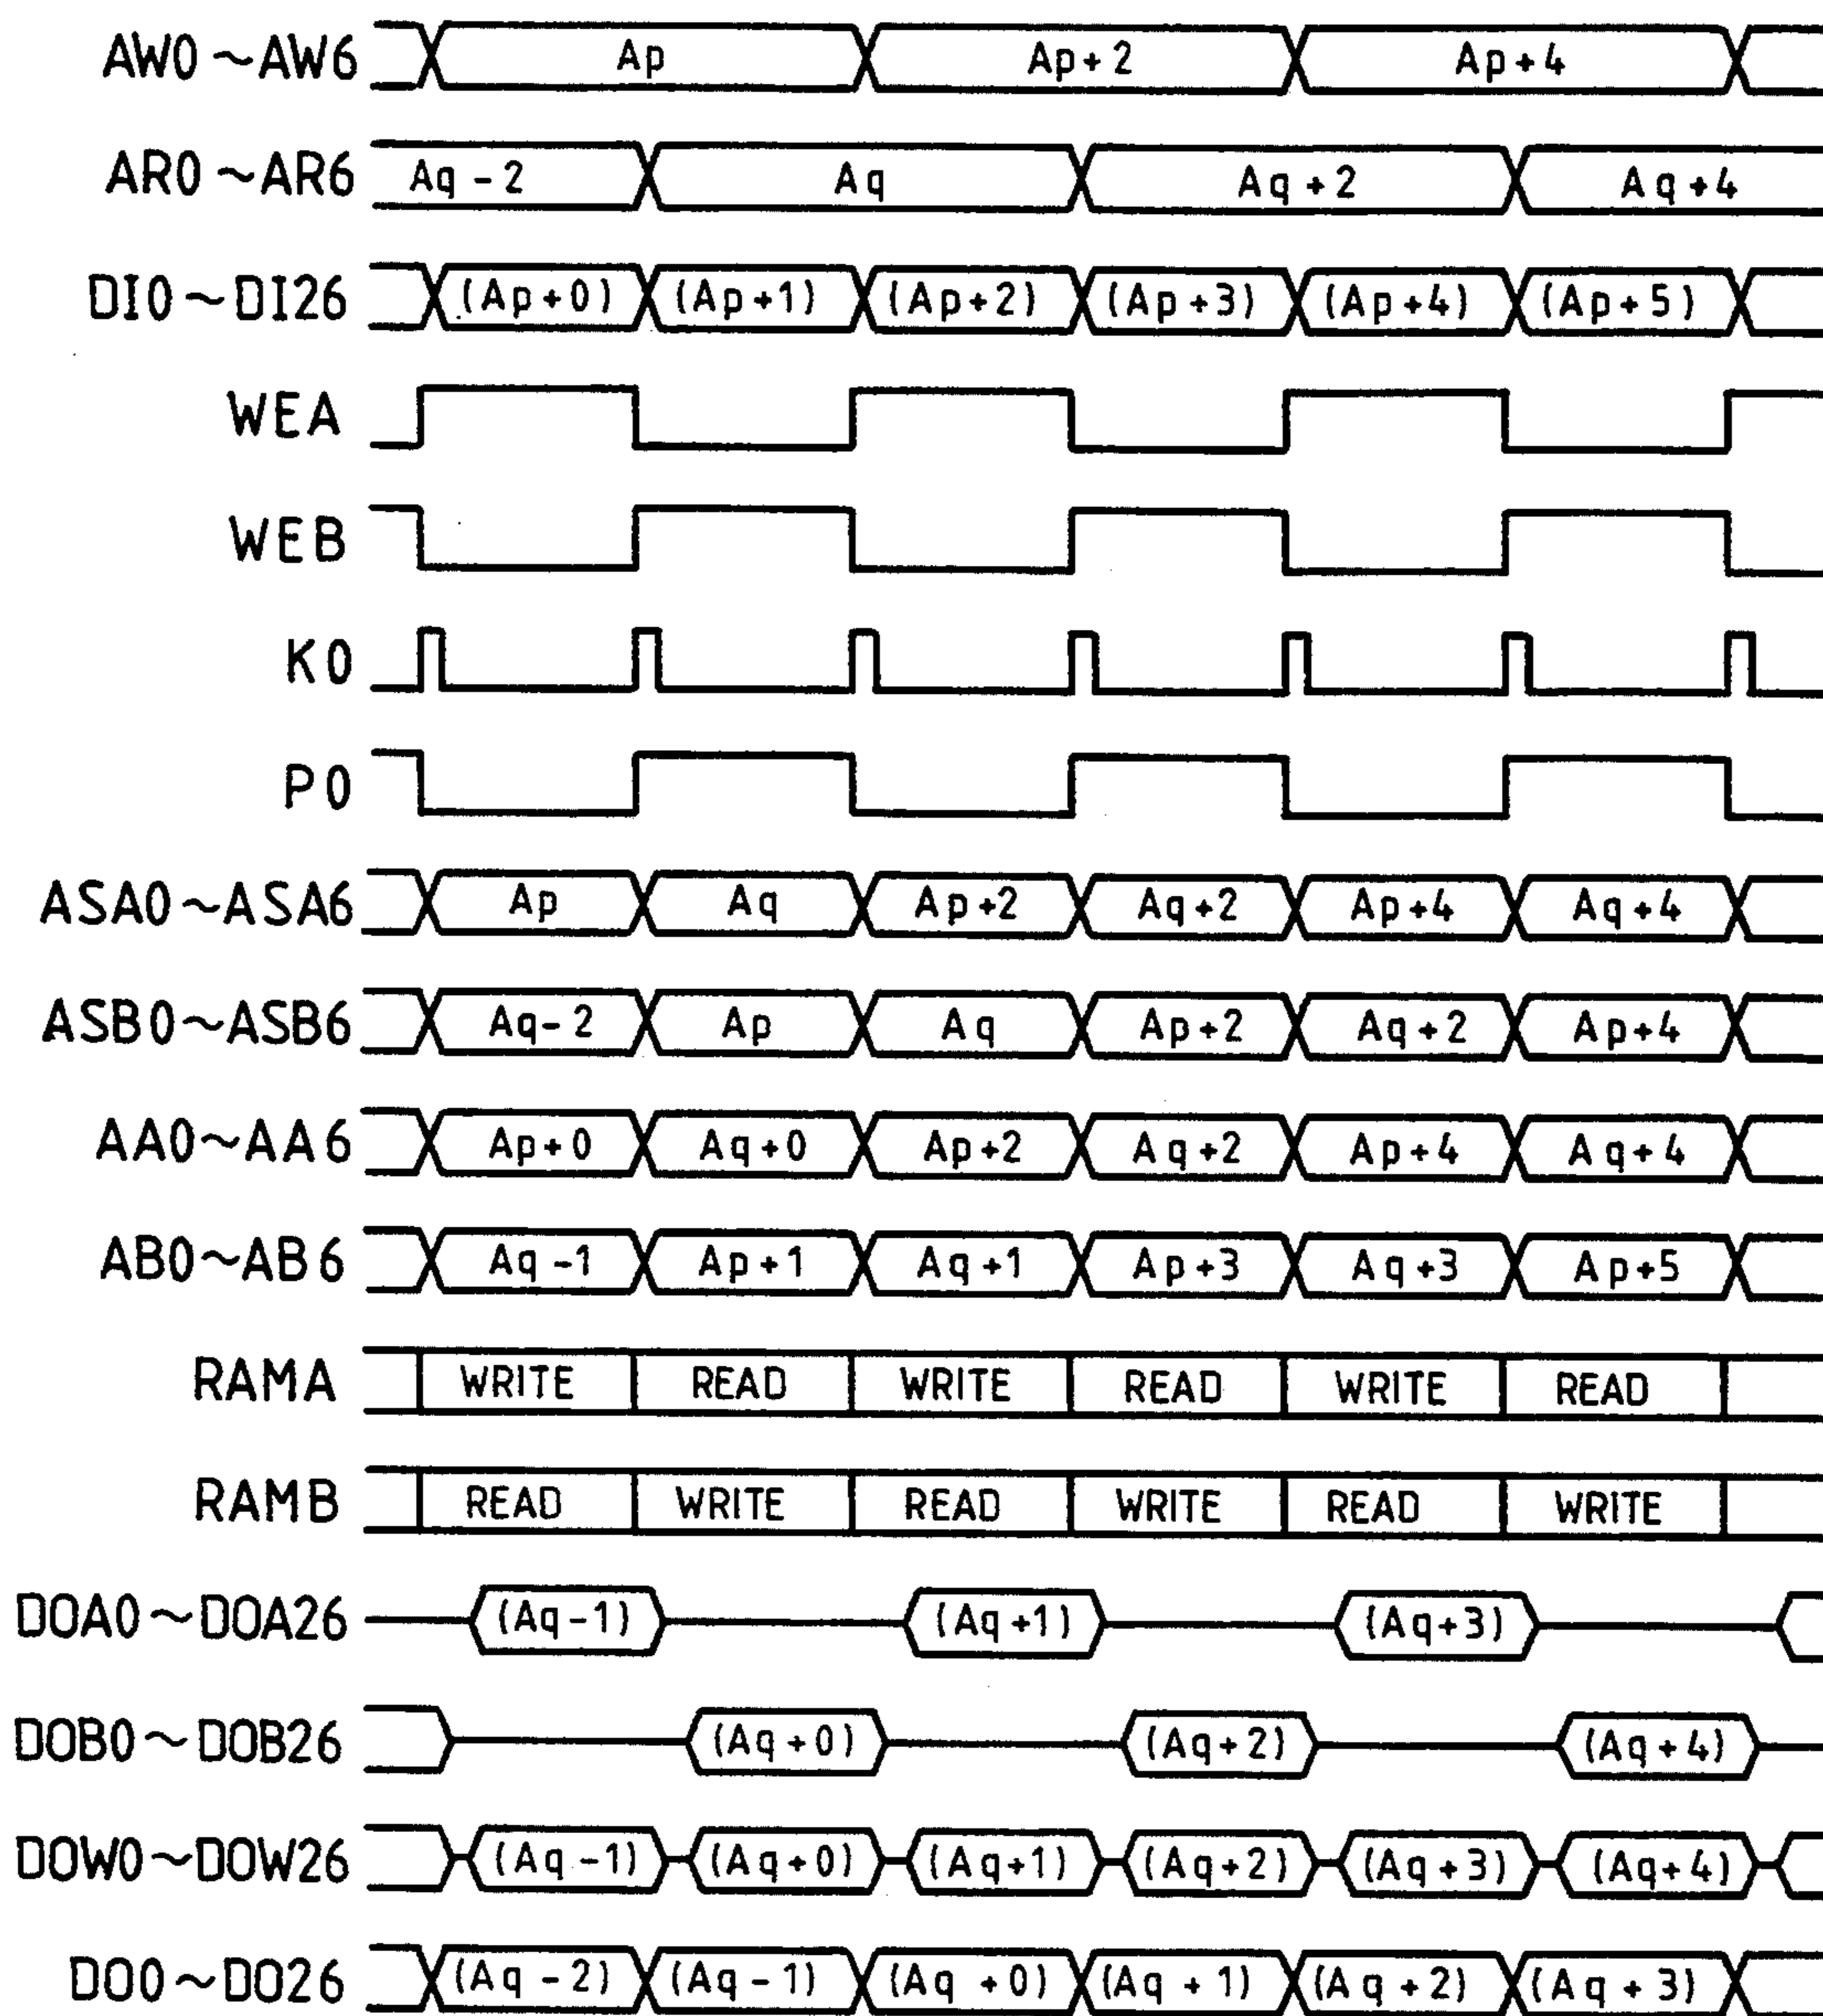 AW0~AW6 Ap Ap+2 Ap+4
AR0~AR6 Aq-2 Aq Aq+2 Aq+4
DI0~DI26 (Ap+0) (Ap+1) (Ap+2) (Ap+3) (Ap+4) (Ap+5)
WEA
WEB
K0
P0
ASA0~ASA6 Ap Aq Ap+2 Aq+2 Ap+4 Aq+4
ASB0~ASB6 Aq-2 Ap Aq Ap+2 Aq+2 Ap+4
AA0~AA6 Ap+0 Aq+0 Ap+2 Aq+2 Ap+4 Aq+4
AB0~AB6 Aq-1 Ap+1 Aq+1 Ap+3 Aq+3 Ap+5
RAMA WRITE READ WRITE READ WRITE READ
RAMB READ WRITE READ WRITE READ WRITE
DOA0~DOA26 (Aq-1) (Aq+1) (Aq+3)
DOB0~DOB26 (Aq+0) (Aq+2) (Aq+4)
DOW0~DOW26 (Aq-1) (Aq+0) (Aq+1) (Aq+2) (Aq+3) (Aq+4)
DO0~DO26 (Aq-2) (Aq-1) (Aq+0) (Aq+1) (Aq+2) (Aq+3)